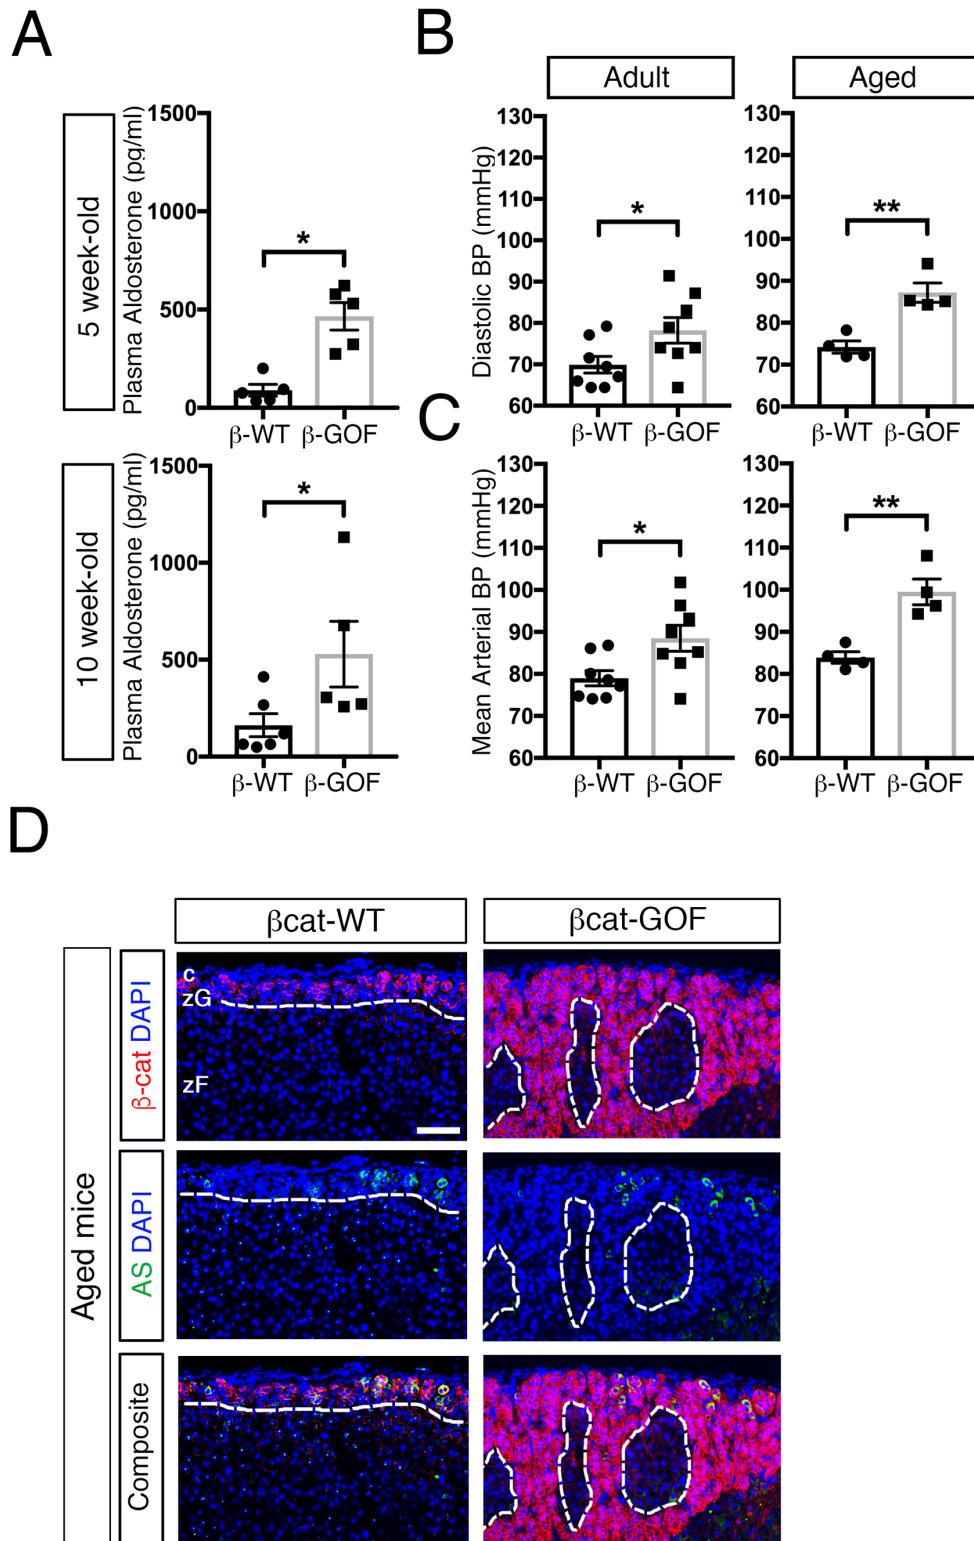 A
B
Adult
Aged
5 week-old
Plasma Aldosterone (pg/ml)
1500
1000
500
0
*
β-WT β-GOF
Diastolic BP (mmHg)
130
120
110
100
90
80
70
60
*
β-WT β-GOF
130
120
110
100
90
80
70
60
**
β-WT β-GOF
10 week-old
Plasma Aldosterone (pg/ml)
1500
1000
500
0
*
β-WT β-GOF
C
Mean Arterial BP (mmHg)
130
120
110
100
90
80
70
60
*
β-WT β-GOF
130
120
110
100
90
80
70
60
**
β-WT β-GOF
D
βcat-WT
βcat-GOF
Aged mice
β-cat DAPI
c
zG
zF
AS DAPI
Composite